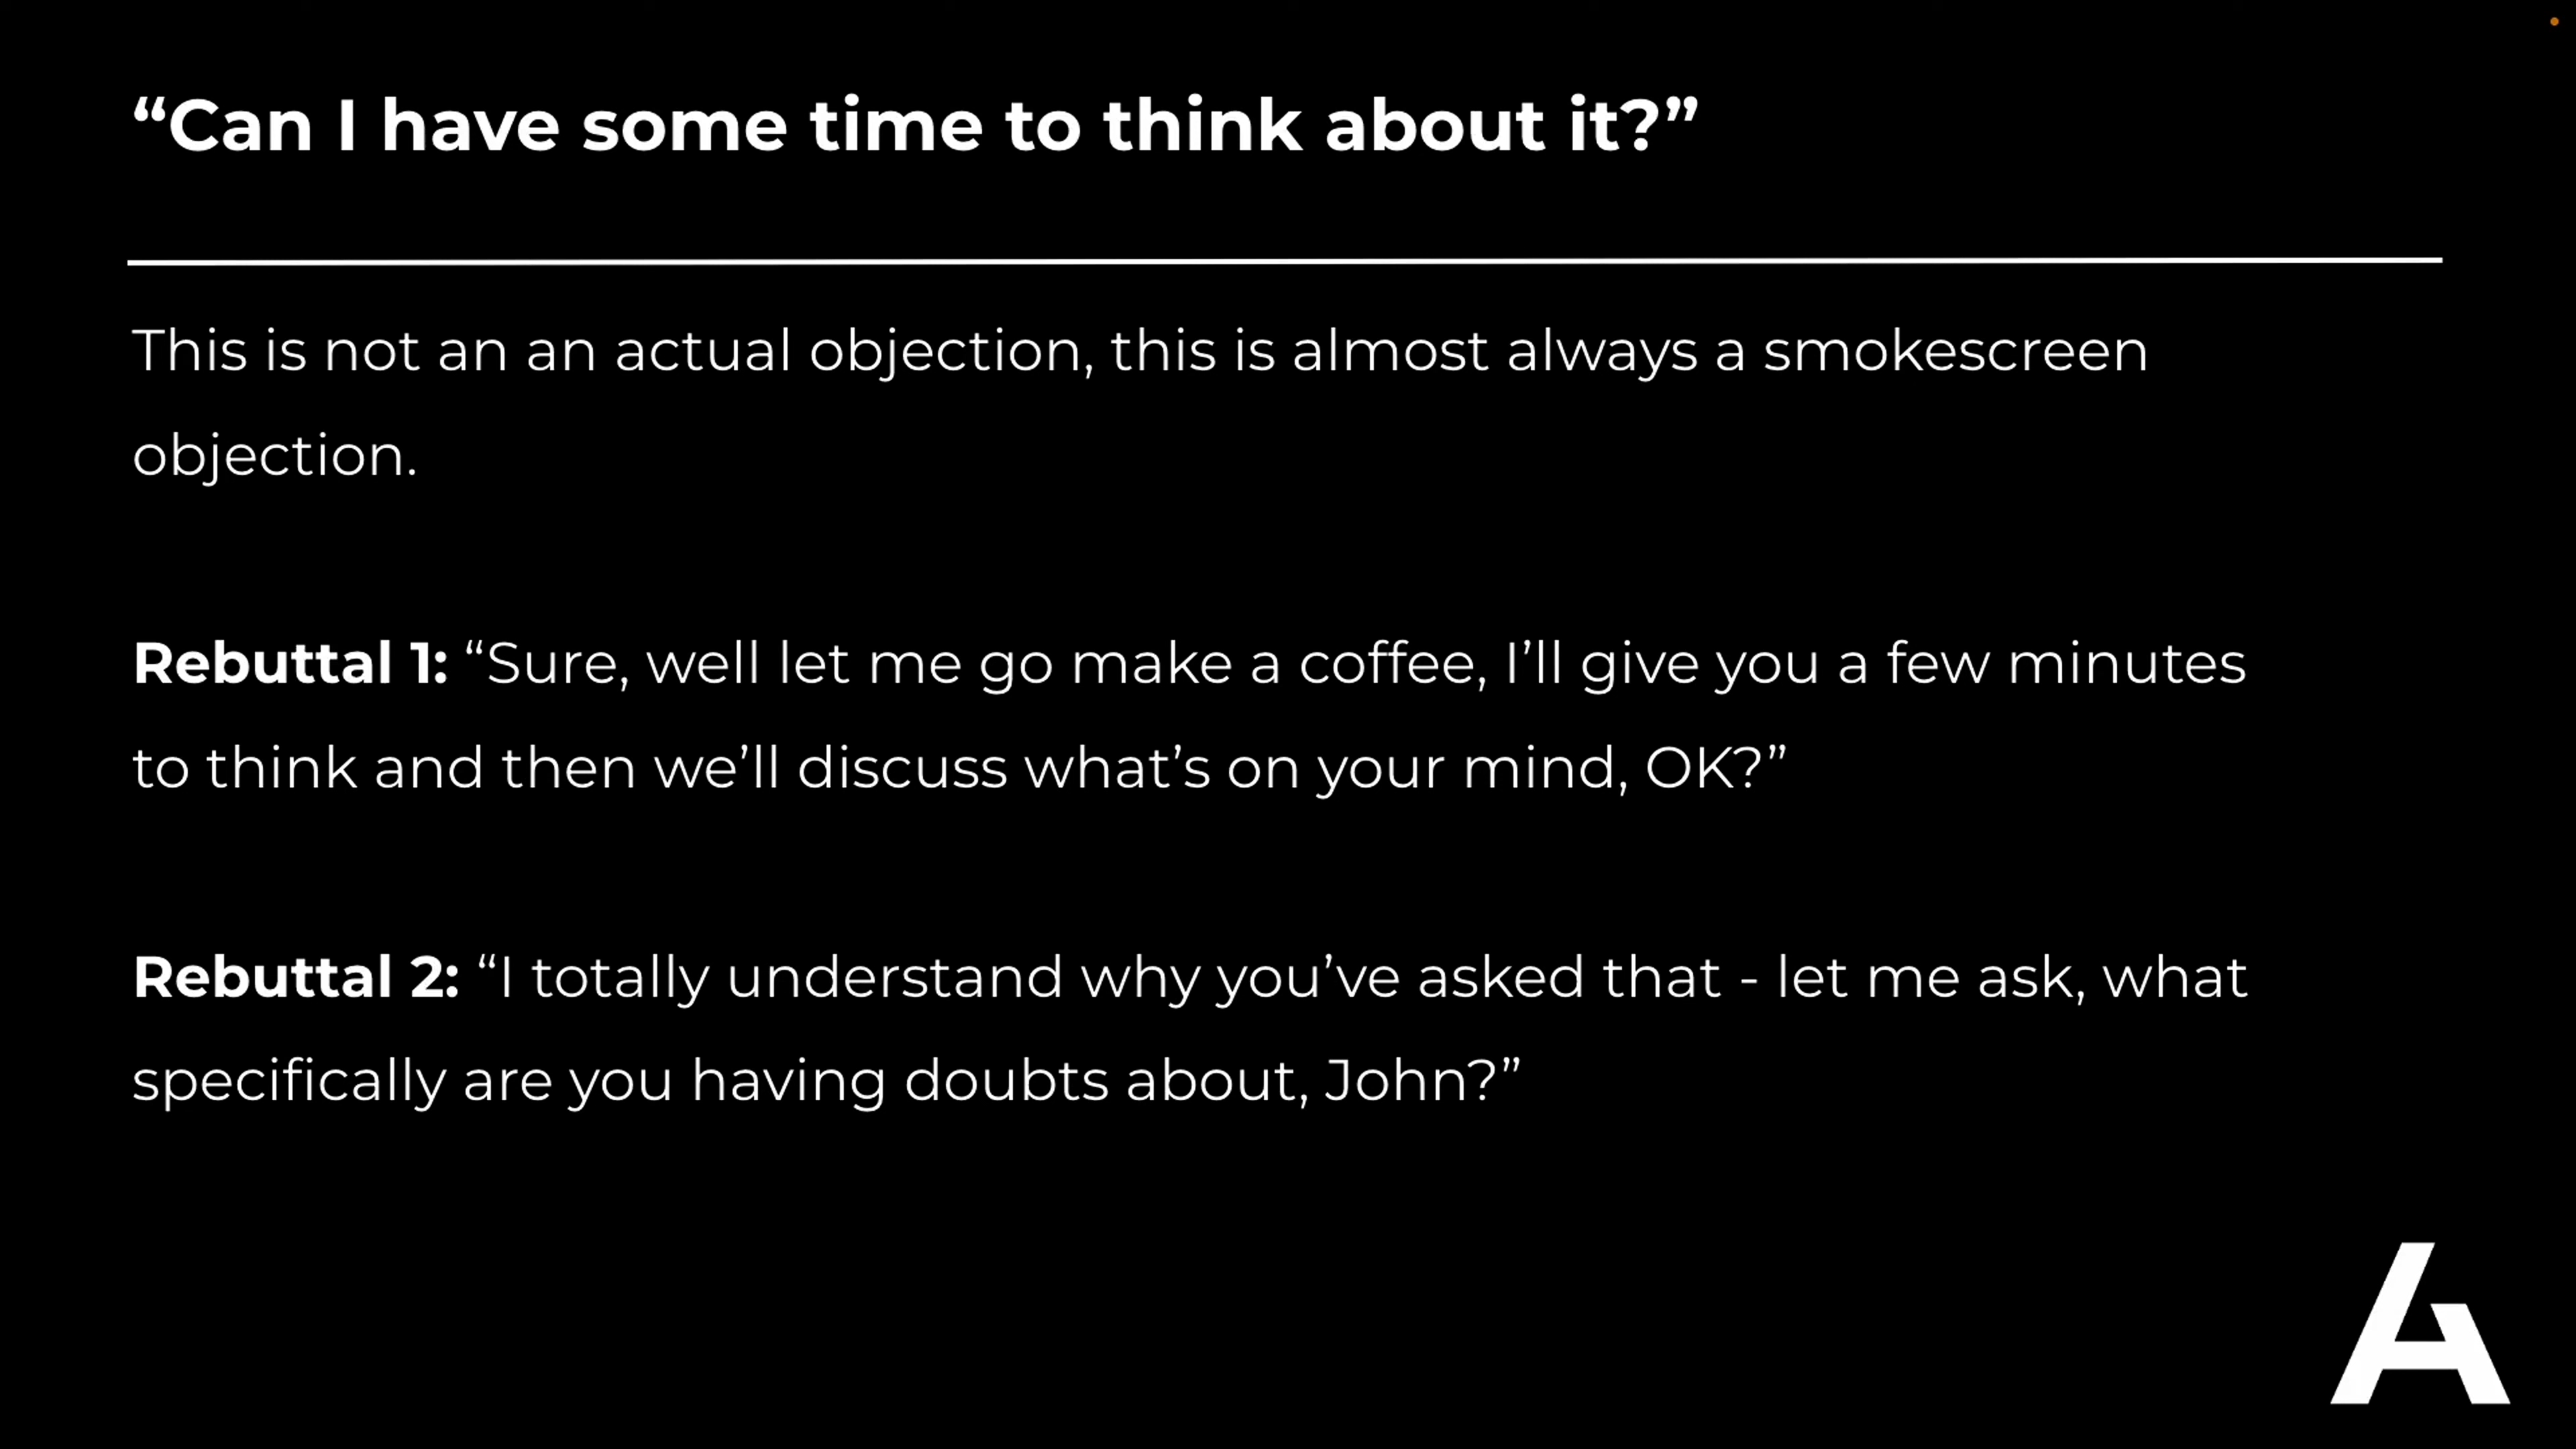 “Can I have some time to think about it?”
This is not an an actual objection, this is almost always a smokescreen
objection.
Rebuttal 1: “Sure, well let me go make a coffee, I’ll give you a few minutes
to think and then we’ll discuss what’s on your mind, OK?”
Rebuttal 2: “I totally understand why you’ve asked that - let me ask, what
specifically are you having doubts about, John?”